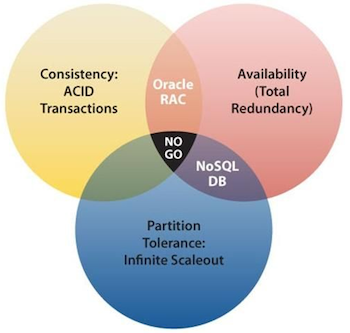 Consistency:
ACID
Transactions
Oracle
RAC
Availability
(Total
Redundancy)
NO
GO
NoSQL
DB
Partition
Tolerance:
Infinite Scaleout